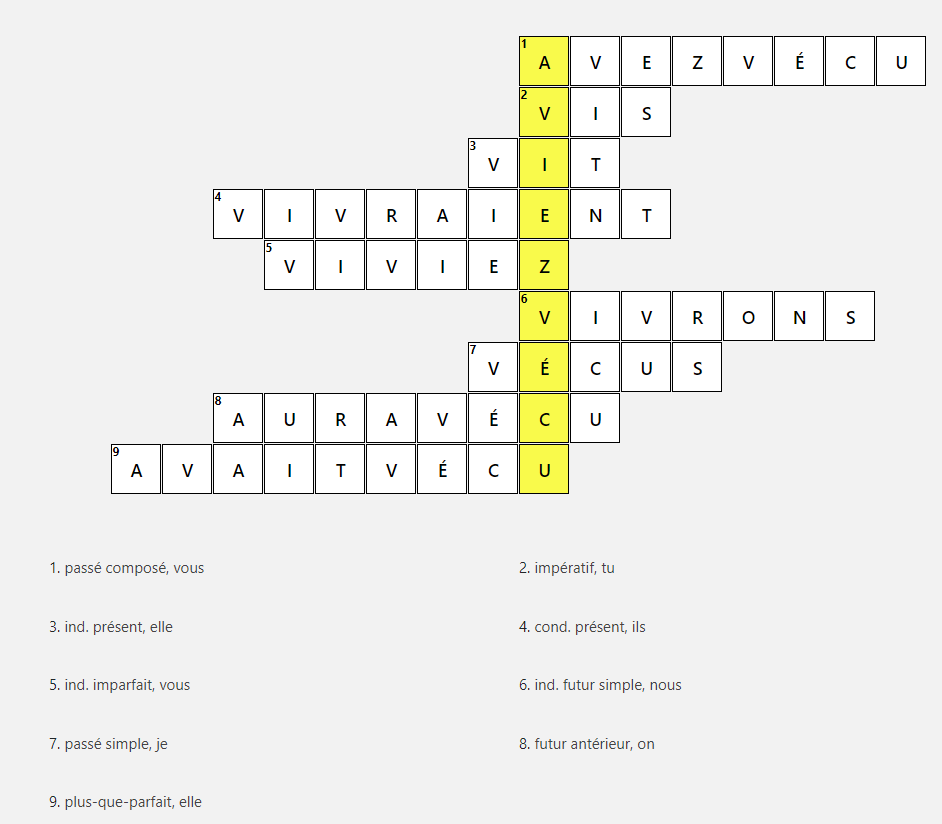 1 A V E Z V É C U
2 V I S
3 V I T
4 V I V R A I E N T
5 V I V I E Z
6 V I V R O N S
7 V É C U S
8 A U R A V É C U
9 A V A I T V É C U
1. passé composé, vous
2. impératif, tu
3. ind. présent, elle
4. cond. présent, ils
5. ind. imparfait, vous
6. ind. futur simple, nous
7. passé simple, je
8. futur antérieur, on
9. plus-que-parfait, elle